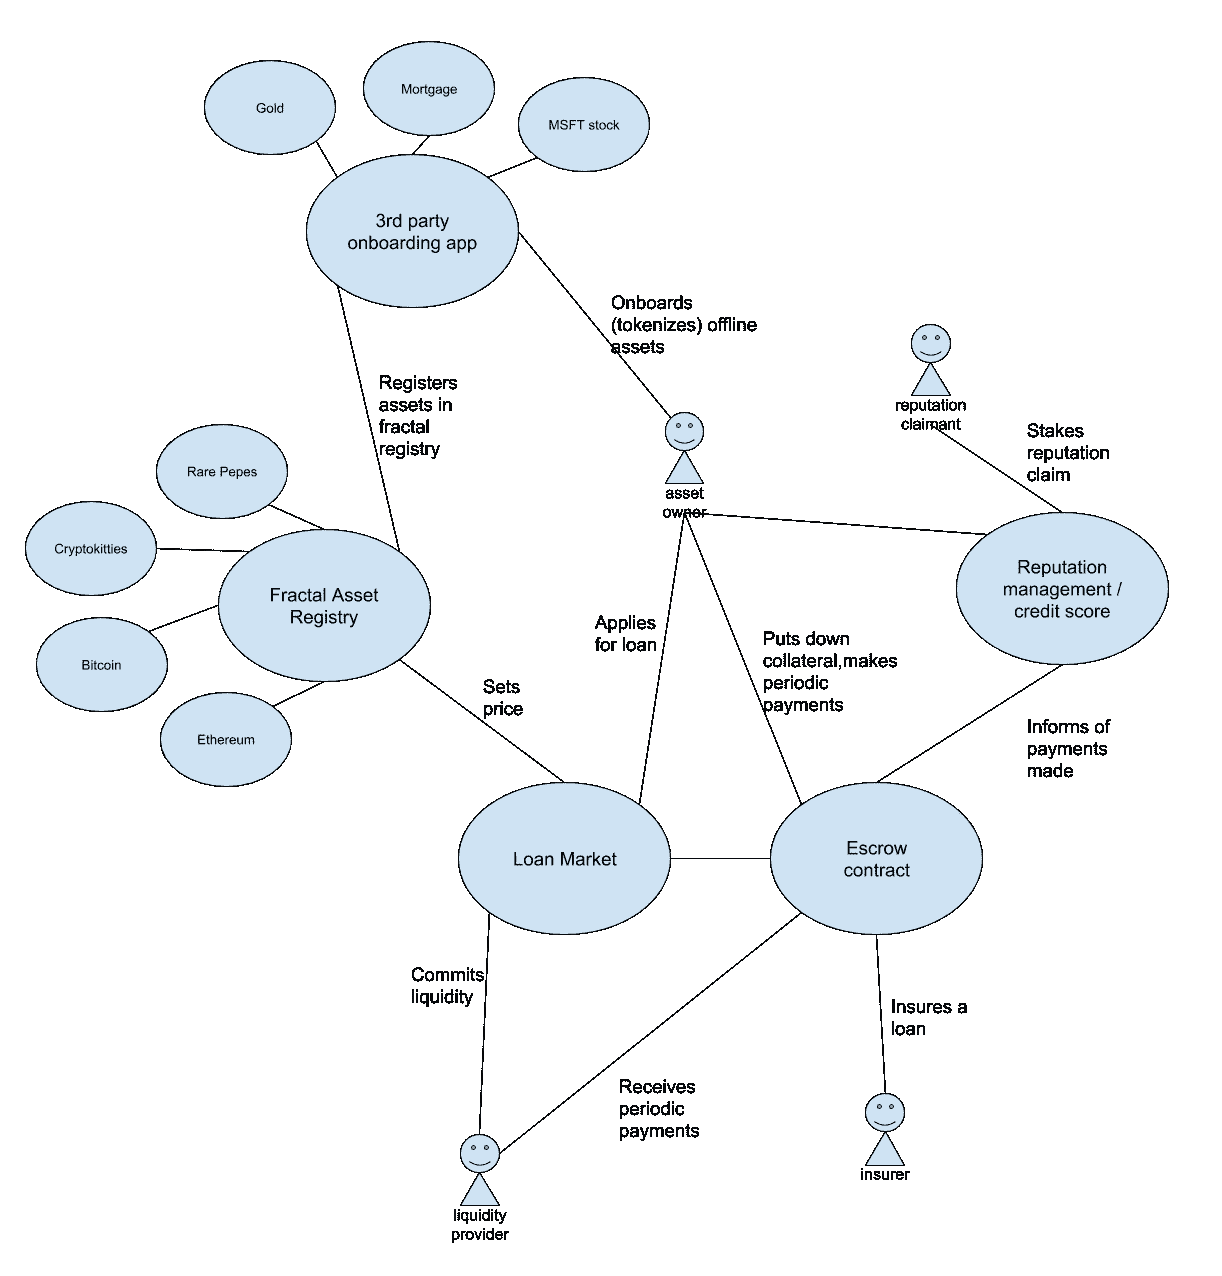 Mortgage
Gold
MSFT stock
3rd party
onboarding app
Onboards
(tokenizes) offline
assets
Registers
assets in
fractal
registry
reputation
claimant
Stakes
reputation
claim
Rare Pepes
asset
owner
Cryptokitties
Fractal Asset
Registry
Reputation
management /
credit score
Bitcoin
Applies
for loan
Puts down
collateral,makes
periodic
payments
Sets
price
Ethereum
Informs of
payments
made
Loan Market
Escrow
contract
Commits
liquidity
Insures a
loan
Receives
periodic
payments
insurer
liquidity
provider